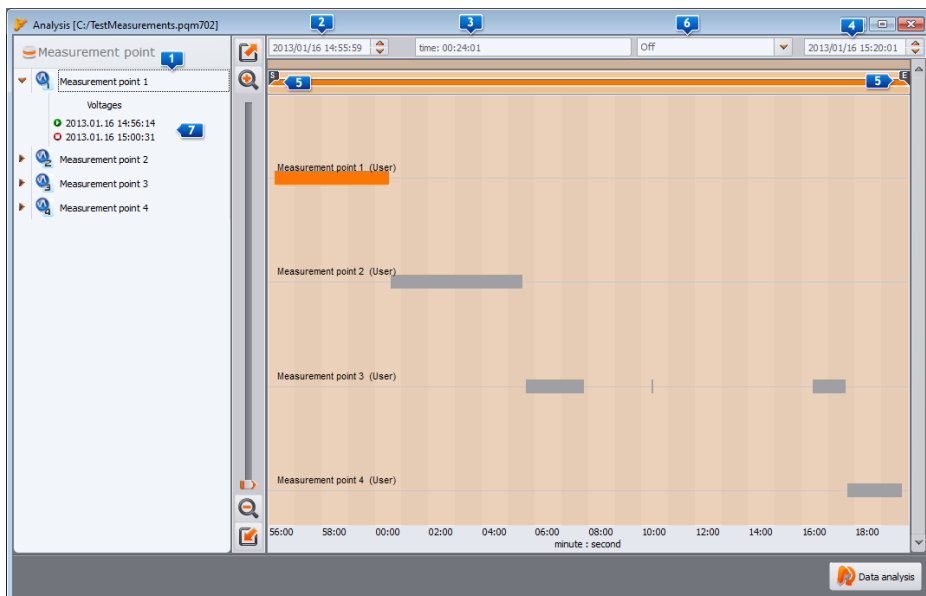 Analysis [C:/TestMeasurements.pqm702]
2
3
6
4
Measurement point
1
2013/01/16 14:55:59
time: 00:24:01
Off
2013/01/16 15:20:01
S
5
5
E
1
Measurement point 1
Voltages
2013.01.16 14:56:14
2013.01.16 15:00:31
7
2
Measurement point 2
3
Measurement point 3
4
Measurement point 4
Measurement point 1 (User)
Measurement point 2 (User)
Measurement point 3 (User)
Measurement point 4 (User)
56:00 58:00 00:00 02:00 04:00 06:00 08:00 10:00 12:00 14:00 16:00 18:00
minute : second
Data analysis